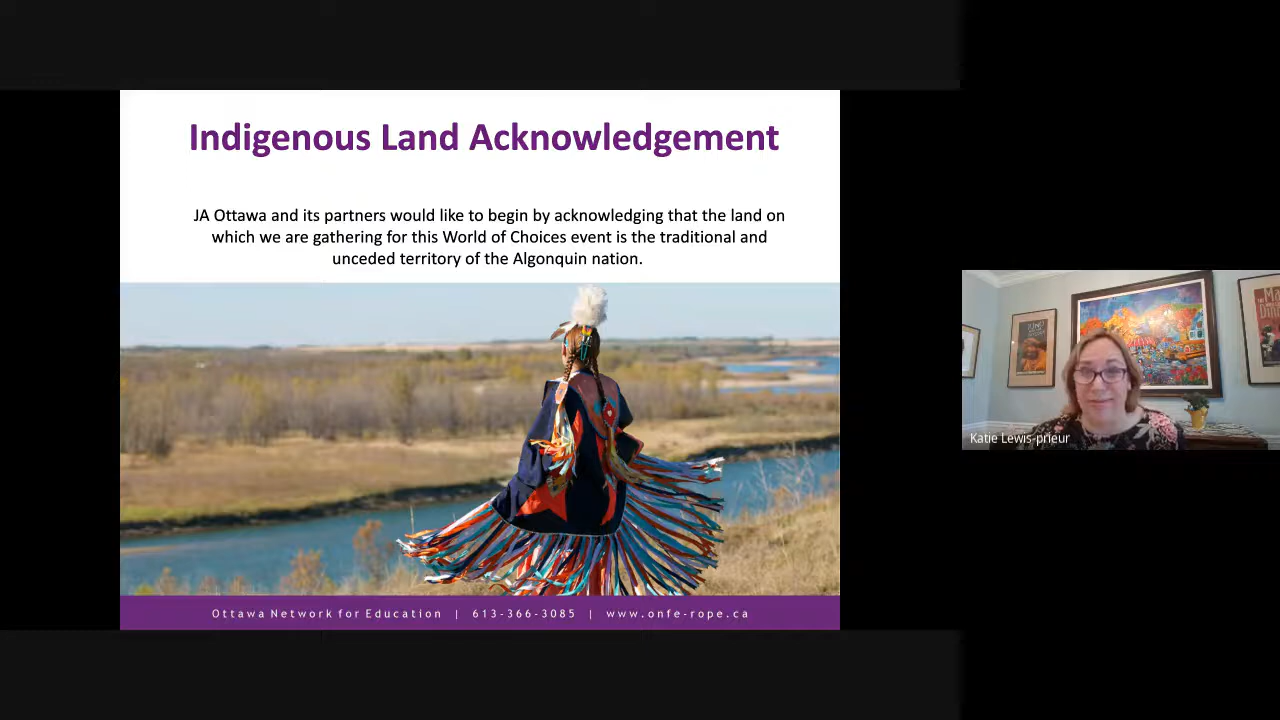 Indigenous Land Acknowledgement
JA Ottawa and its partners would like to begin by acknowledging that the land on
which we are gathering for this World of Choices event is the traditional and
unceded territory of the Algonquin nation.
Ottawa Network for Education | 613-366-3085 | www.onfe-rope.ca
Katie Lewis-prieur